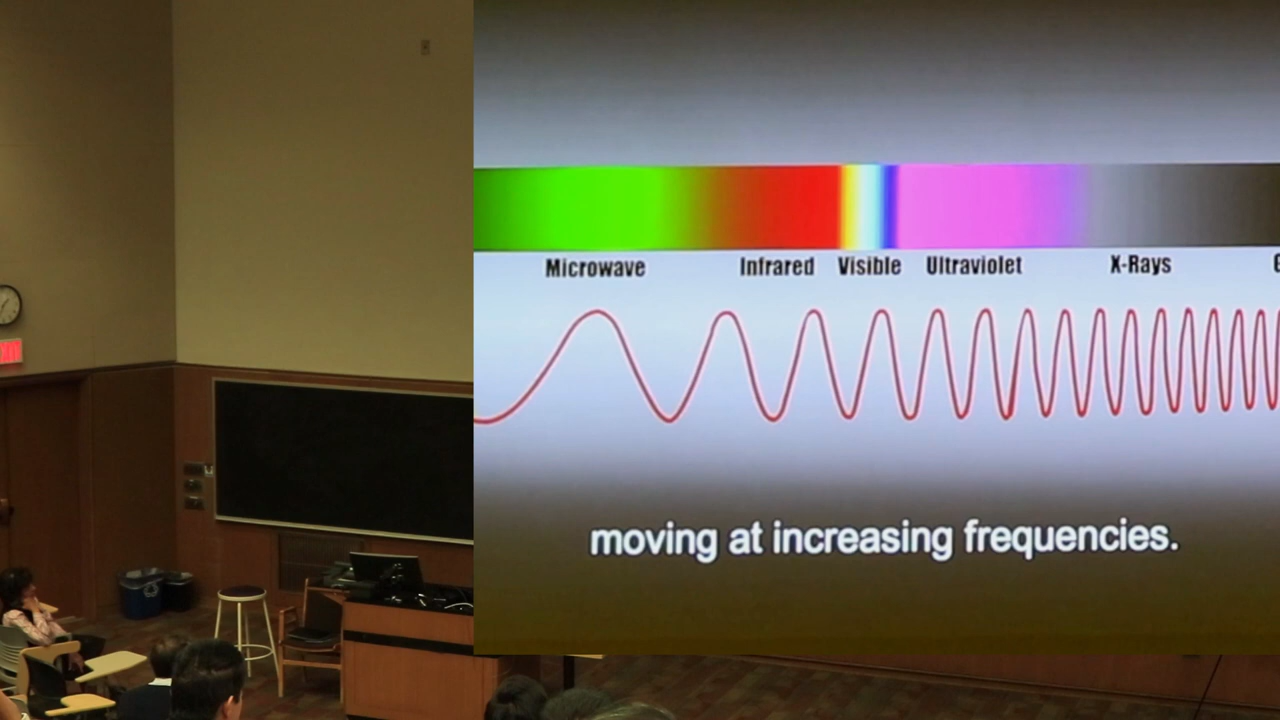 Microwave Infrared Visible Ultraviolet X-Rays
moving at increasing frequencies.